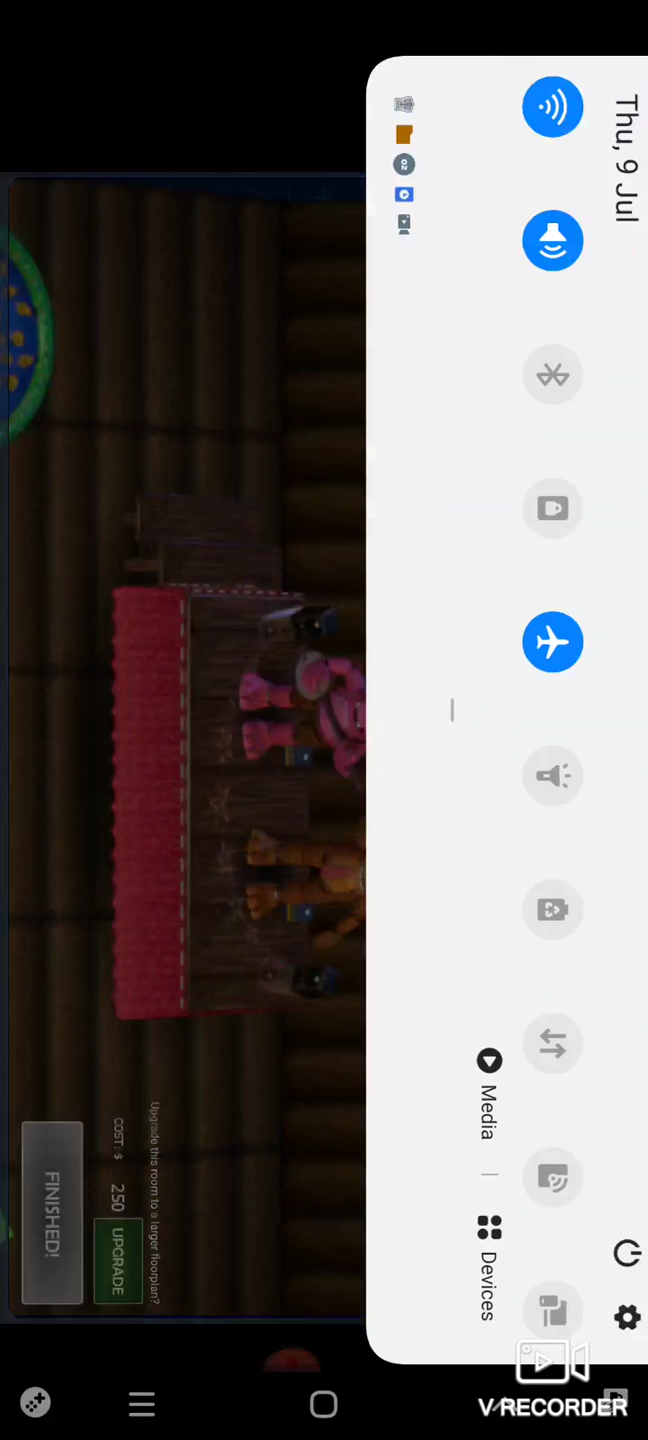 Thu, 9 Jul
Media
Devices
Upgrade this room to a larger floorplan?
COST: $ 250
UPGRADE
FINISHED!
V RECORDER